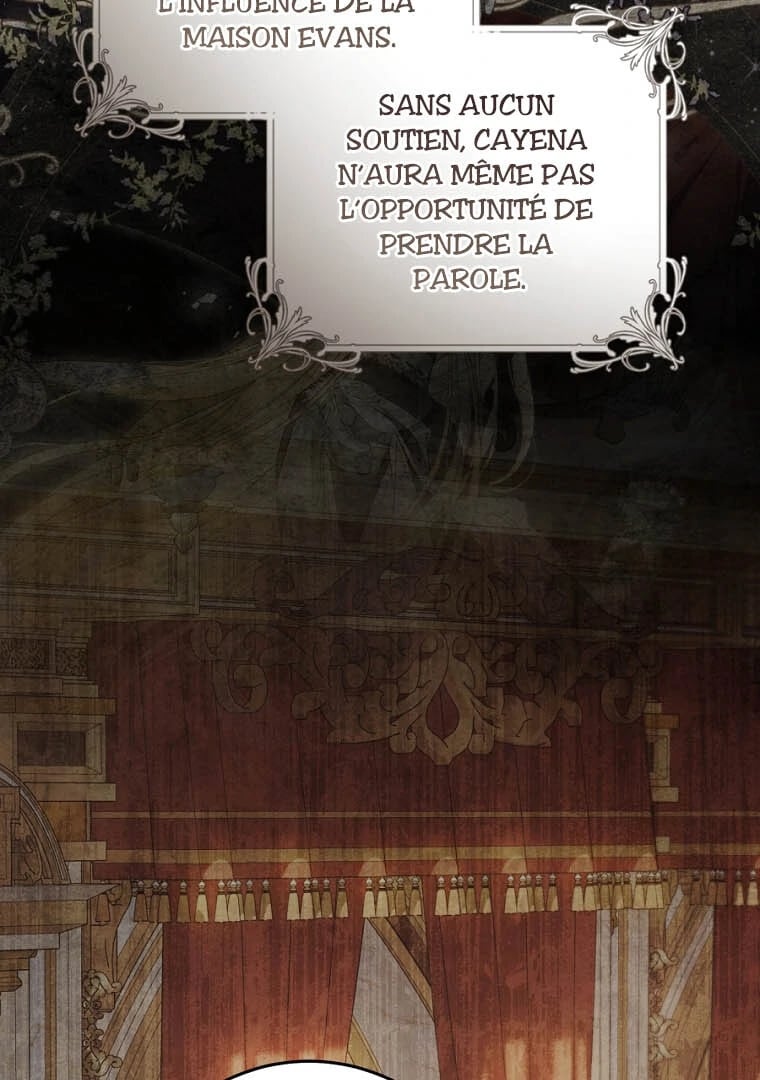 L'INFLUENCE DE LA
MAISON EVANS.
SANS AUCUN
SOUTIEN, CAYENA
N'AURA MÊME PAS
L'OPPORTUNITÉ DE
PRENDRE LA
PAROLE.